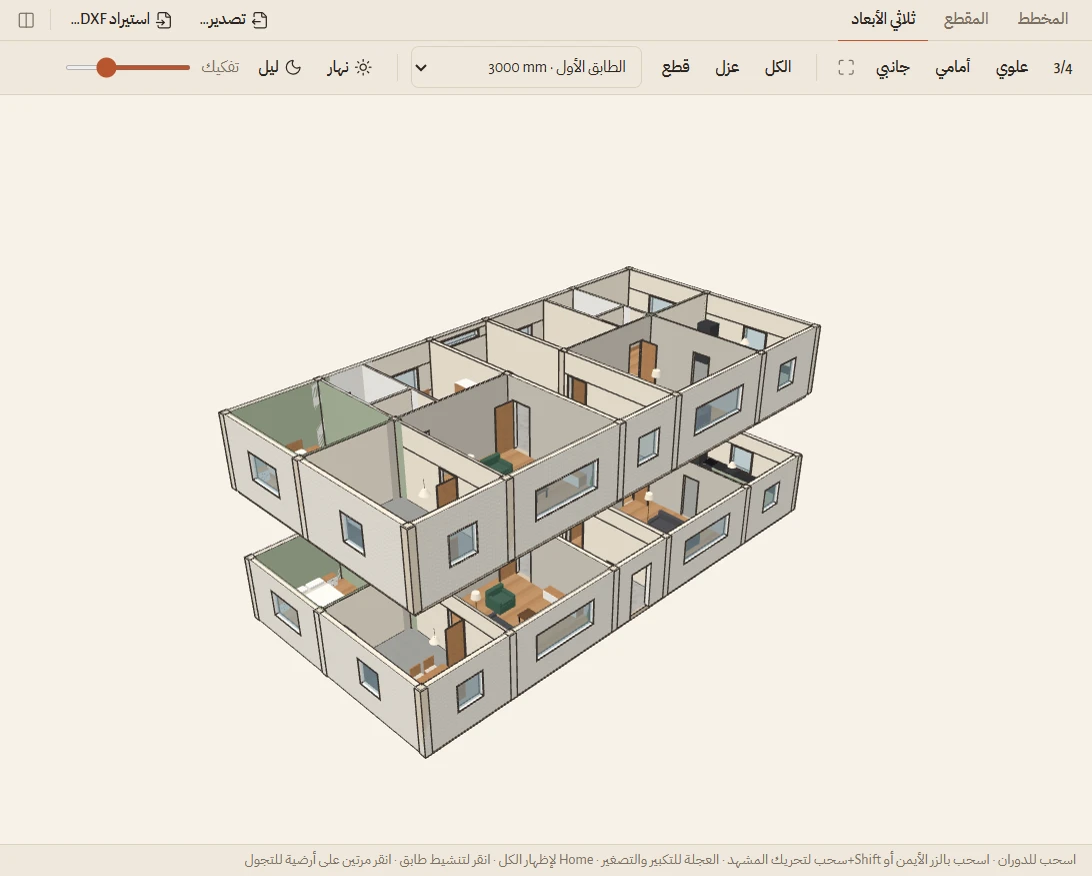 المخطط المقطع ثلاثي الأبعاد تصدير... استيراد DXF...
3/4 علوي أمامي جانبي الكل عزل قطع الطابق الأول · 3000 mm نهار ليل تفكيك
اسحب للدوران · اسحب بالزر الأيمن أو Shift+سحب لتحريك المشهد · العجلة للتكبير والتصغير · Home لإظهار الكل · انقر لتنشيط طابق · انقر مرتين على أرضية للتجول